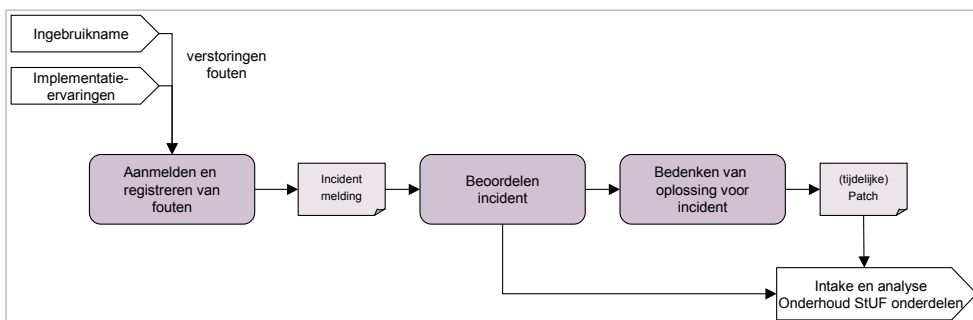 Ingebruikname
verstoringen
fouten
Implementatie-
ervaringen
Aanmelden en
registreren van
fouten
Incident
melding
Beoordelen
incident
Bedenken van
oplossing voor
incident
(tijdelijke)
Patch
Intake en analyse
Onderhoud StUF onderdelen